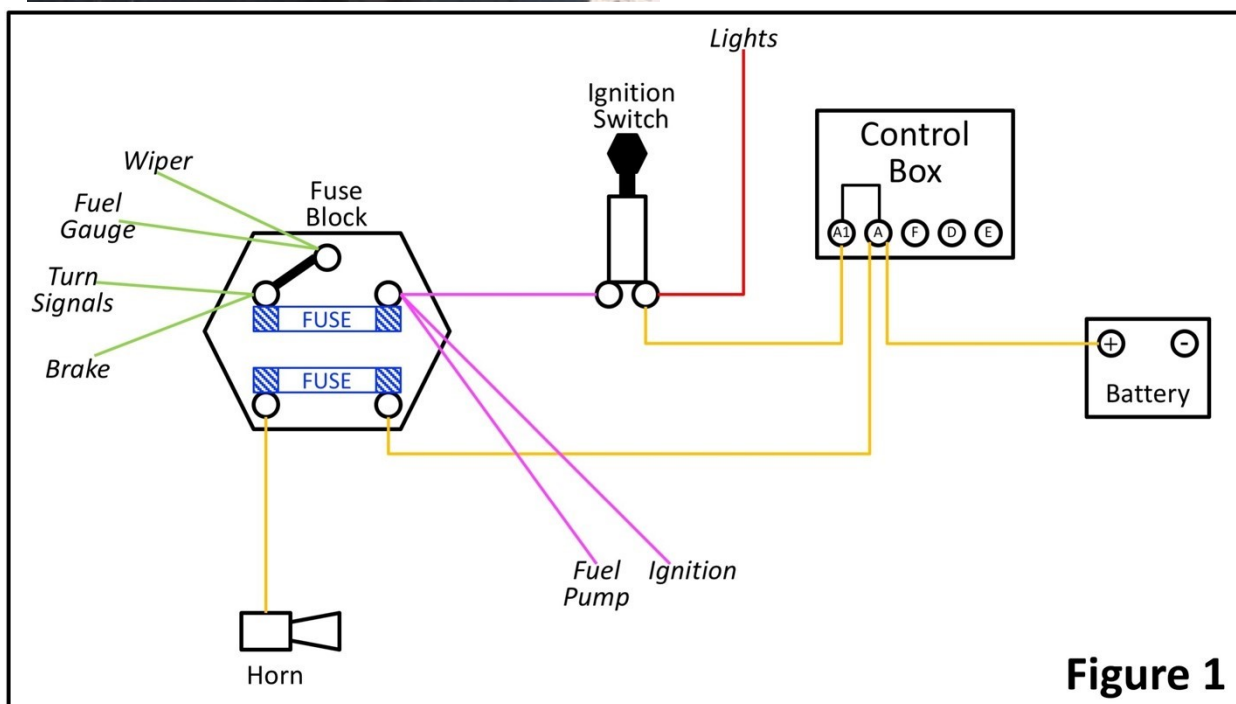 Lights
Ignition
Switch
Control
Box
A1 A F D E
Wiper
Fuel
Gauge
Fuse
Block
Turn
Signals
Brake
FUSE
FUSE
+ -
Battery
Fuel
Pump
Ignition
Horn
Figure 1